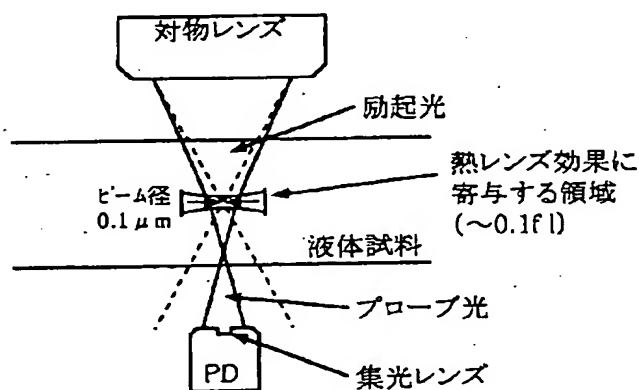 対物レンズ
励起光
熱レンズ効果に
寄与する領域
(~0.1fl)
ビーム径
0.1μm
液体試料
プローブ光
PD
集光レンズ